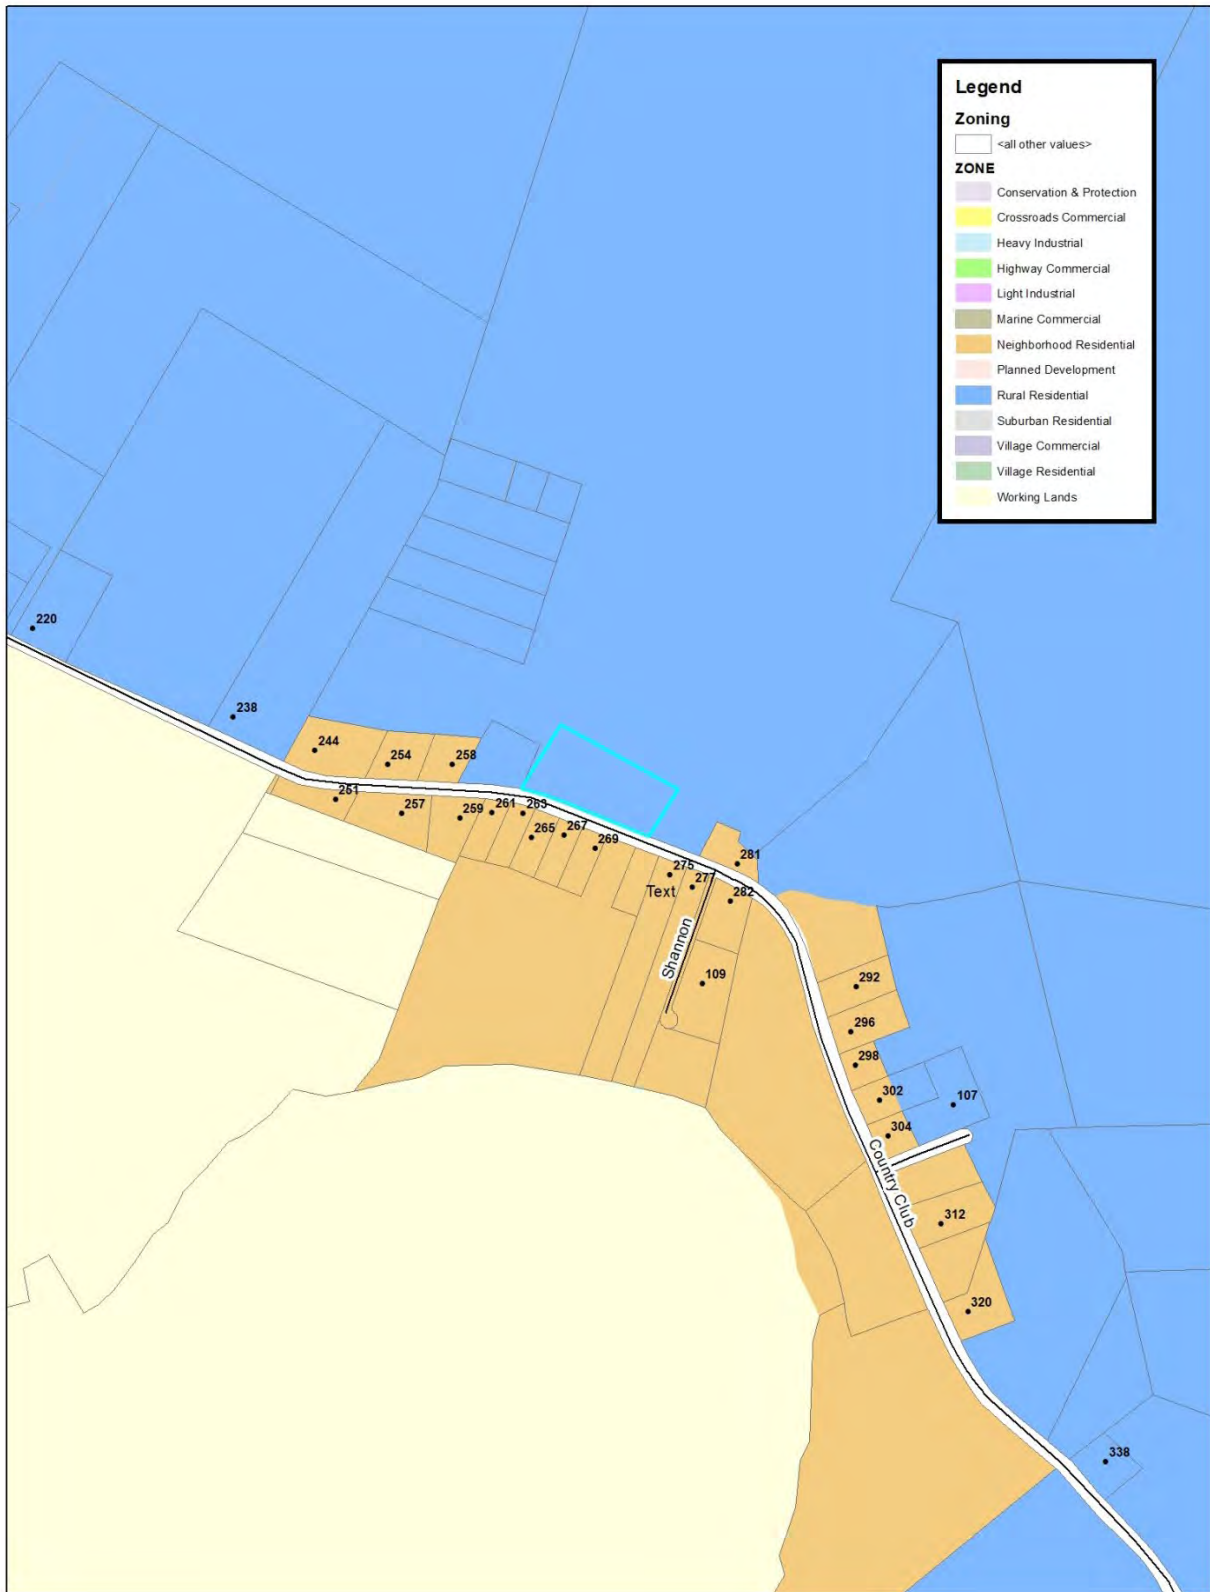 Legend
Zoning
<all other values>
ZONE
Conservation & Protection
Crossroads Commercial
Heavy Industrial
Highway Commercial
Light Industrial
Marine Commercial
Neighborhood Residential
Planned Development
Rural Residential
Suburban Residential
Village Commercial
Village Residential
Working Lands
220
238
244
254
258
251
257
259
261
263
265
267
269
281
275
277
Text
282
Shannon
109
292
296
298
302
107
304
Country Club
312
320
338